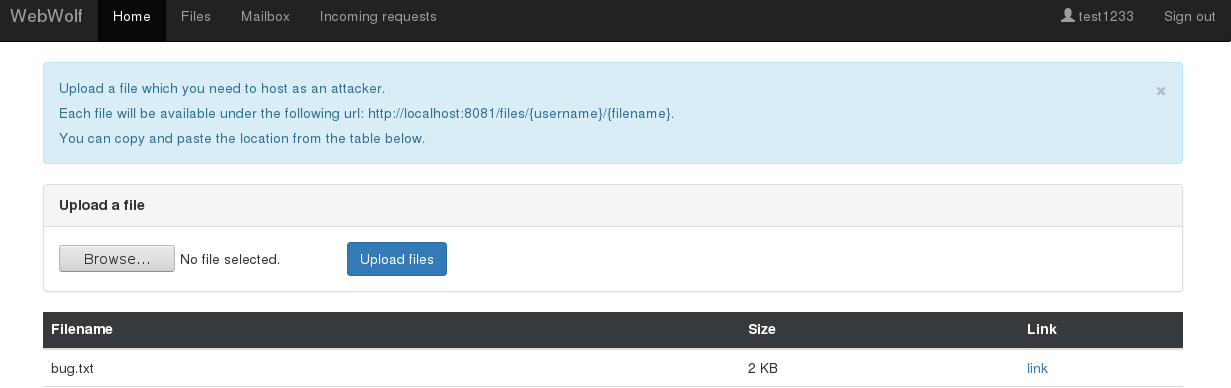 WebWolf Home Files Mailbox Incoming requests test1233 Sign out
Upload a file which you need to host as an attacker. ×
Each file will be available under the following url: http://localhost:8081/files/{username}/{filename}.
You can copy and paste the location from the table below.
Upload a file
Browse... No file selected. Upload files
Filename Size Link
bug.txt 2 KB link